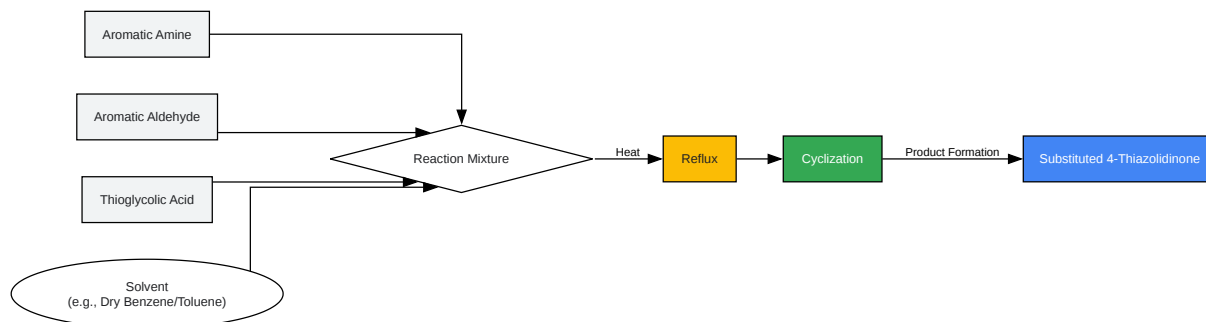 Aromatic Amine
Aromatic Aldehyde
Thioglycolic Acid
Solvent
(e.g., Dry Benzene/Toluene)
Reaction Mixture
Heat
Reflux
Cyclization
Product Formation
Substituted 4-Thiazolidinone